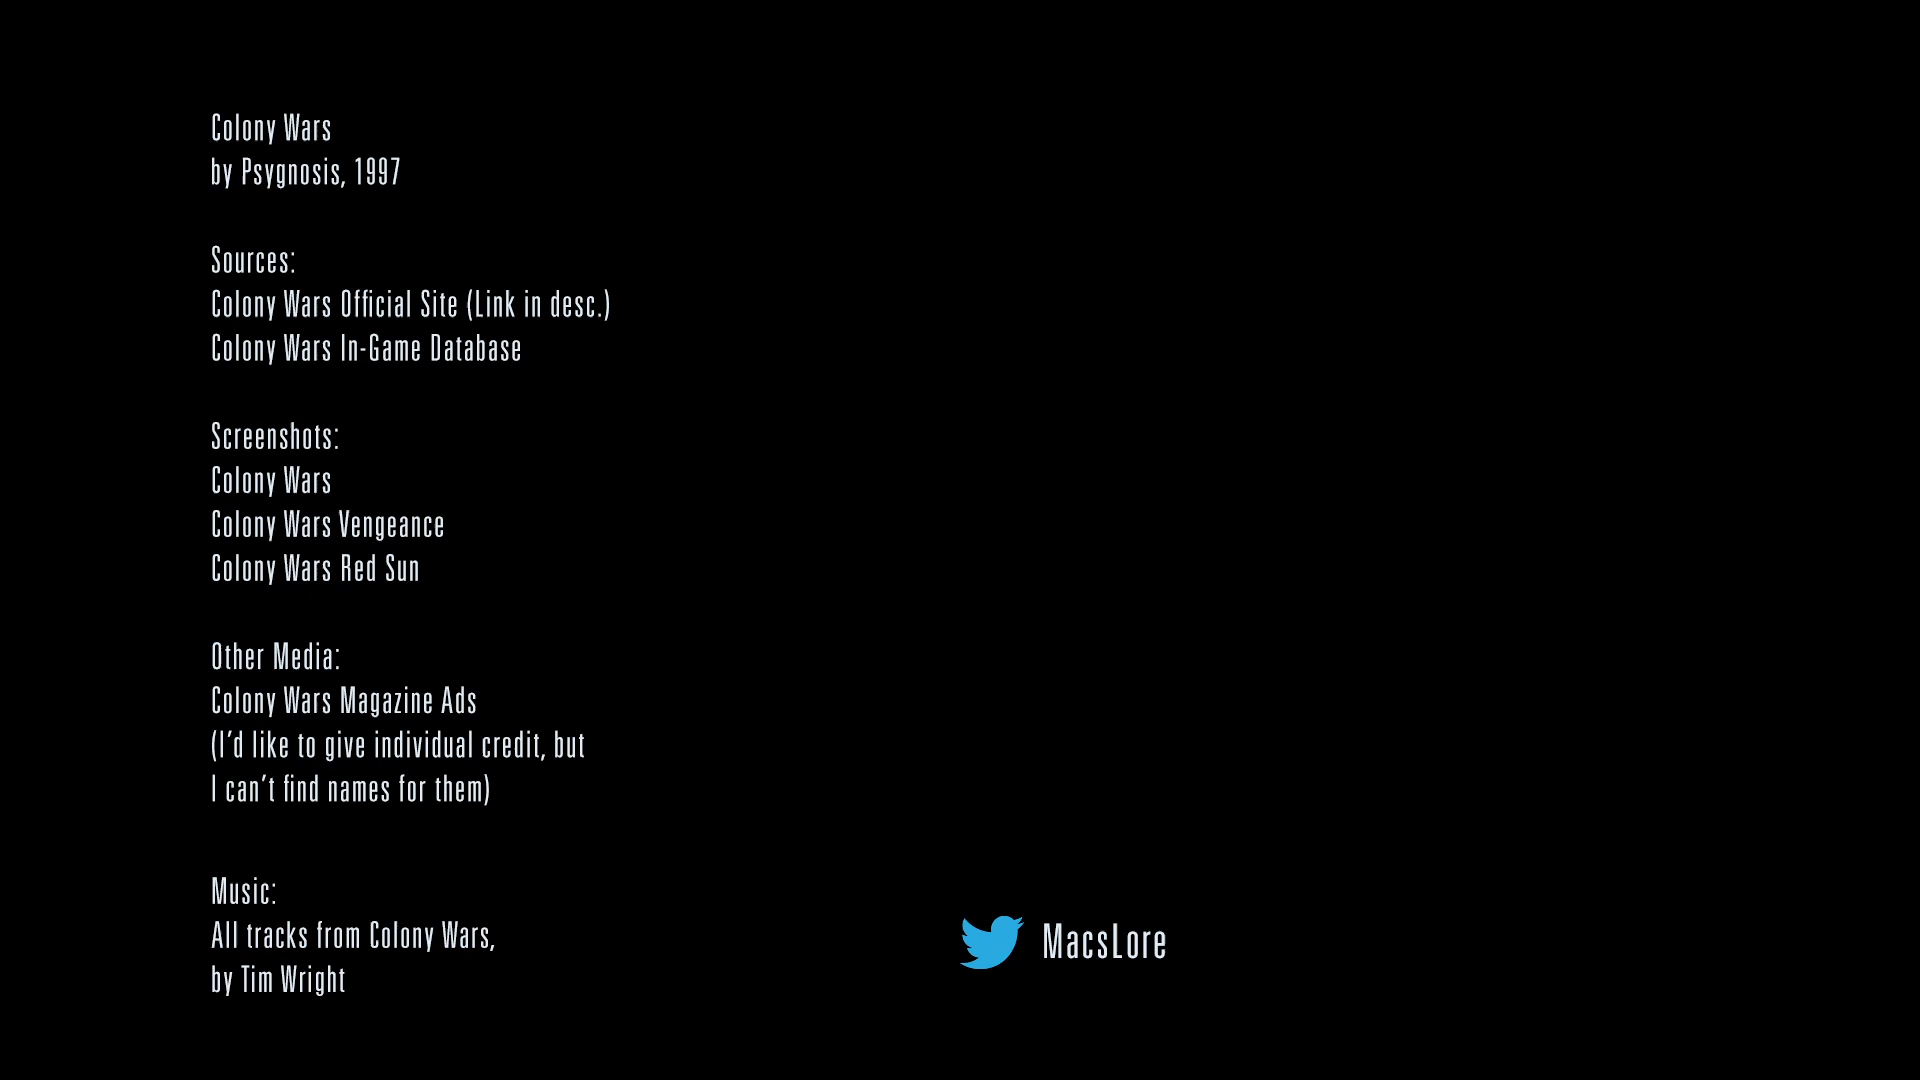 Colony Wars
by Psygnosis, 1997
Sources:
Colony Wars Official Site (Link in desc.)
Colony Wars In-Game Database
Screenshots:
Colony Wars
Colony Wars Vengeance
Colony Wars Red Sun
Other Media:
Colony Wars Magazine Ads
(I’d like to give individual credit, but
I can’t find names for them)
Music:
All tracks from Colony Wars,
by Tim Wright
MacsLore